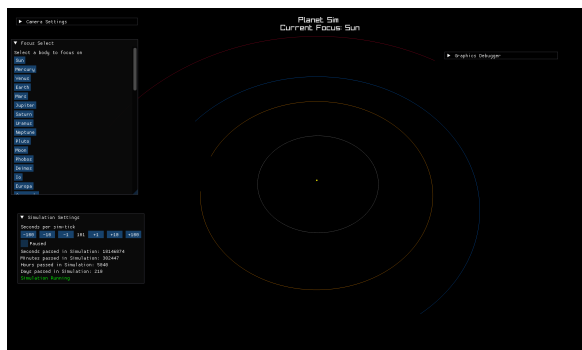 Planet Sim
Current Focus: Sun
▶ Camera Settings
▼ Focus Select
Select a body to focus on
Sun
Mercury
Venus
Earth
Mars
Jupiter
Saturn
Uranus
Neptune
Pluto
Moon
Phobos
Deimos
Io
Europa
▶ Graphics Debugger
▼ Simulation Settings
Seconds per simtick
-100 -10 -1 101 +1 +10 +100
Paused
Seconds passed in Simulation: 18146874
Minutes passed in Simulation: 302447
Hours passed in Simulation: 5040
Days passed in Simulation: 210
Simulation Running